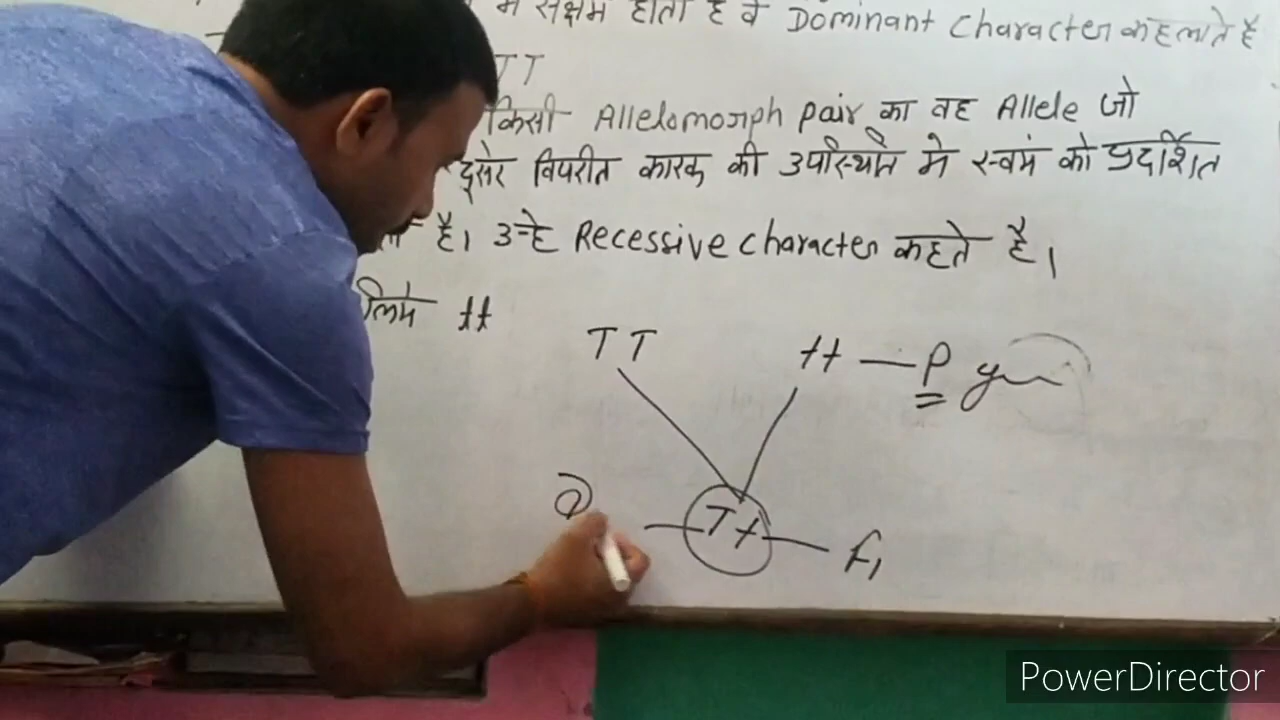 में सक्षम होता है वे Dominant Character कहलाते है
TT
किसी Allelomorph pair का वह Allele जो
दूसरे विपरीत कारक की उपस्थिति मे स्वयं को प्रदर्शित
है। उन्हे Recessive character कहते है।
लिये tt
TT tt — P
Tt — F1
PowerDirector